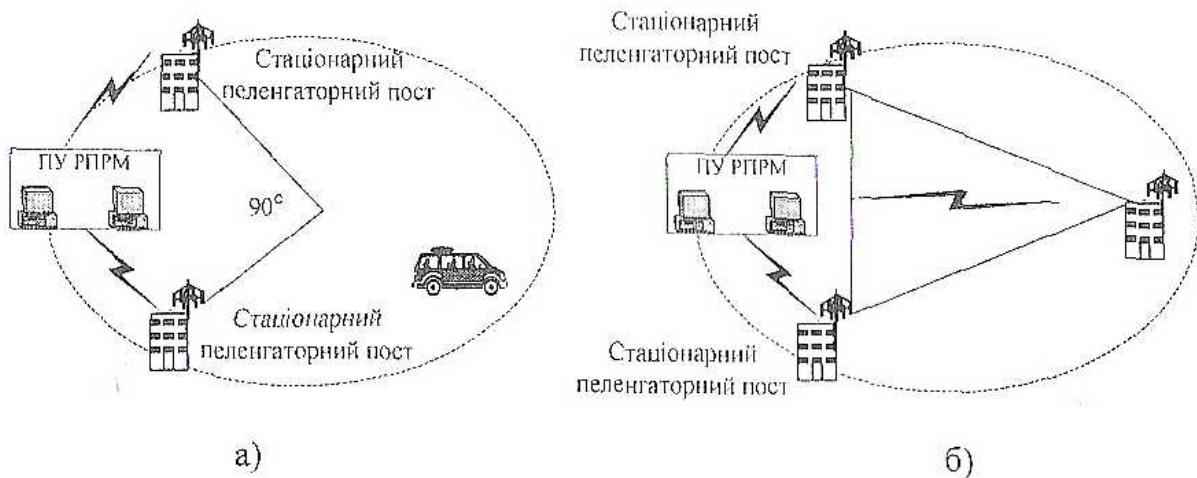 Стаціонарний
пеленгаторний пост
ПУ РПРМ
90°
Стаціонарний
пеленгаторний пост
а)
Стаціонарний
пеленгаторний пост
ПУ РПРМ
Стаціонарний
пеленгаторний пост
б)